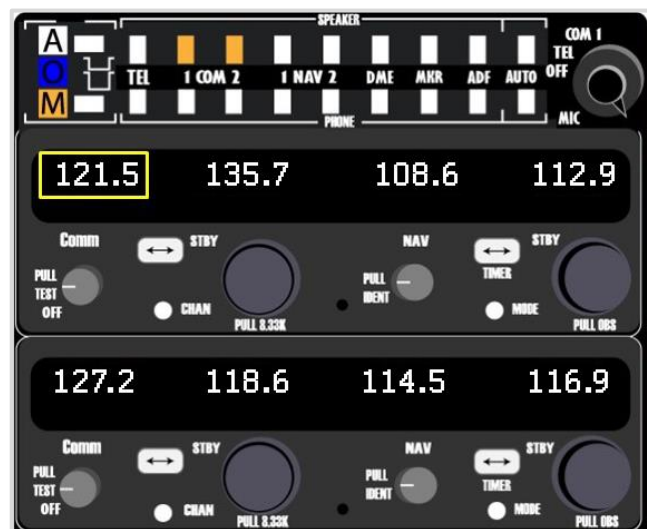 SPEAKER
A
O
M
TEL 1 COM 2 1 NAV 2 DME MKR ADF AUTO
PHONE
COM 1
TEL
OFF
MIC
121.5 135.7 108.6 112.9
Comm
PULL
TEST
OFF
STBY
CHAN
PULL 8.33K
NAV
PULL
IDENT
STBY
TIMER
MODE
PULL OBS
127.2 118.6 114.5 116.9
Comm
PULL
TEST
OFF
STBY
CHAN
PULL 8.33K
NAV
PULL
IDENT
STBY
TIMER
MODE
PULL OBS